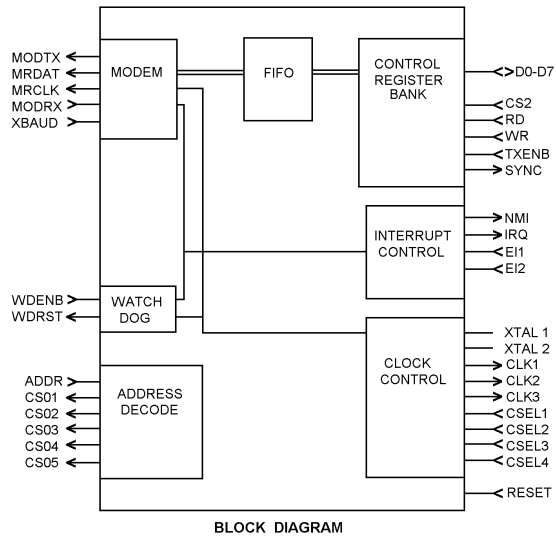 MODTX
MRDAT
MRCLK
MODRX
XBAUD
MODEM
FIFO
CONTROL
REGISTER
BANK
D0-D7
CS2
RD
WR
TXENB
SYNC
INTERRUPT
CONTROL
NMI
IRQ
EI1
EI2
WDENB
WDRST
WATCH
DOG
ADDR
CS01
CS02
CS03
CS04
CS05
ADDRESS
DECODE
CLOCK
CONTROL
XTAL 1
XTAL 2
CLK1
CLK2
CLK3
CSEL1
CSEL2
CSEL3
CSEL4
RESET
BLOCK DIAGRAM